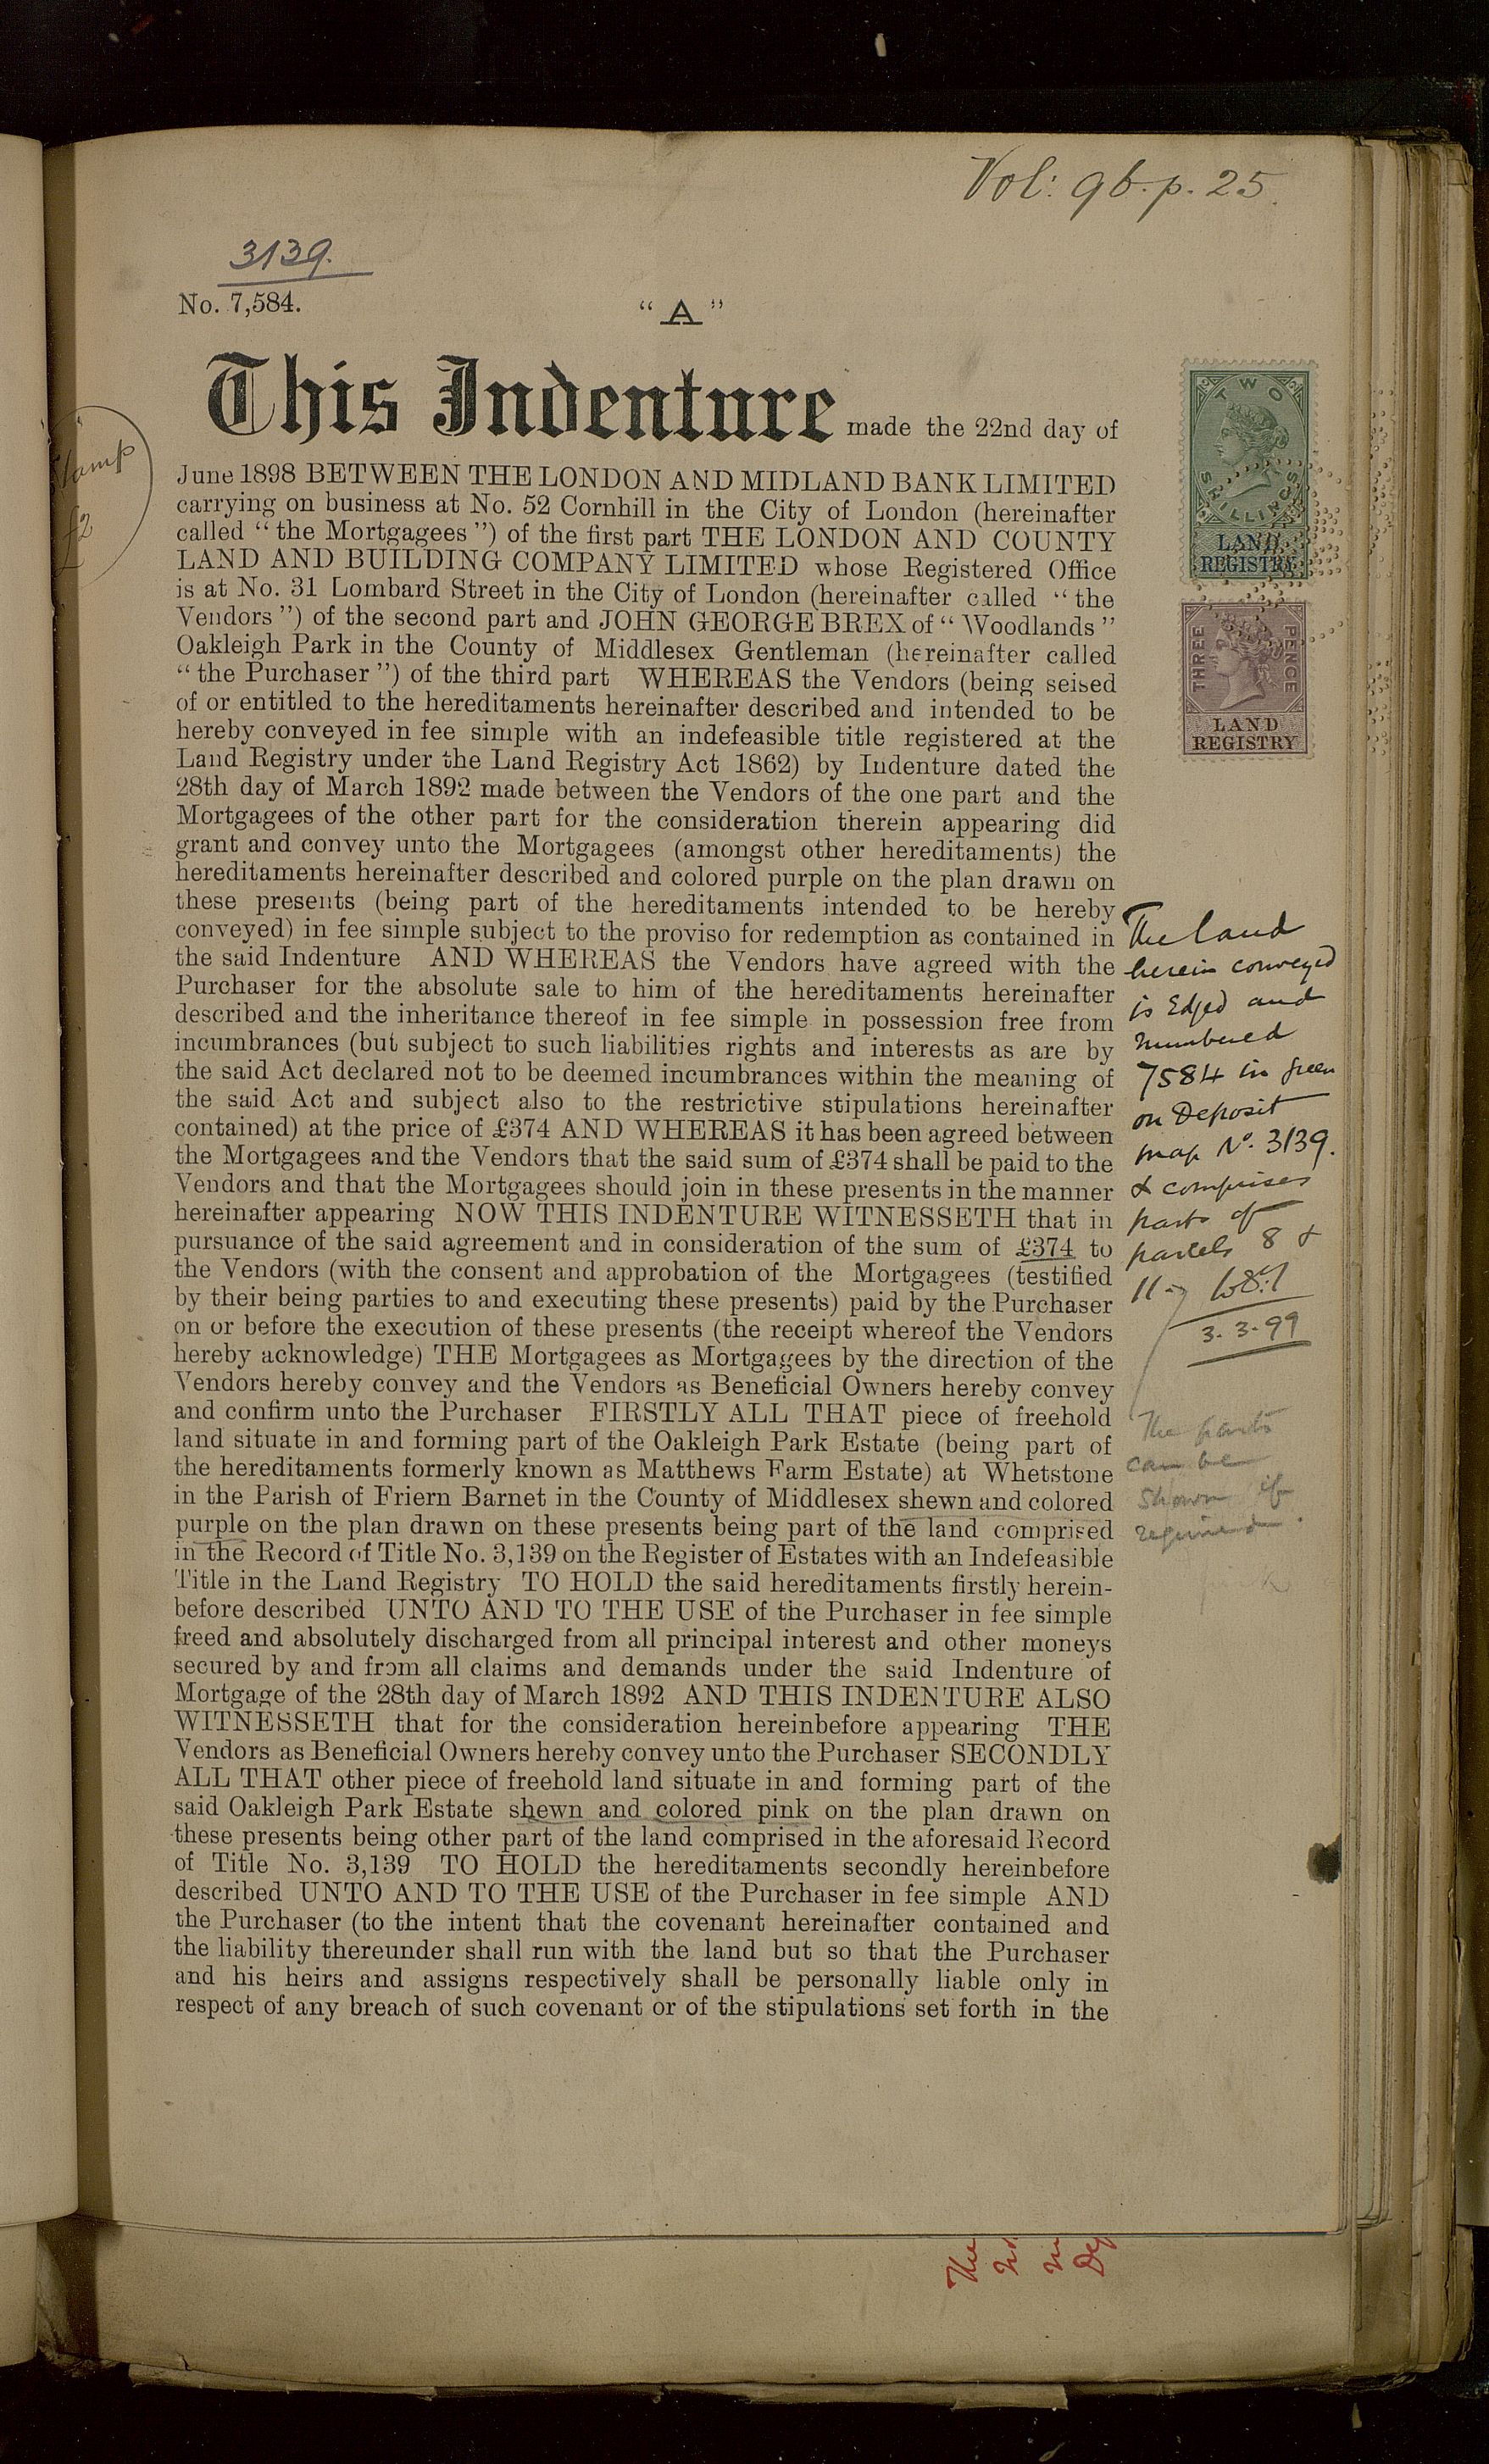 Vol: 96. p. 25.
3139.
No. 7,584.
"A"
This Indenture made the 22nd day of
June 1898 BETWEEN THE LONDON AND MIDLAND BANK LIMITED
carrying on business at No. 52 Cornhill in the City of London (hereinafter
called "the Mortgagees") of the first part THE LONDON AND COUNTY
LAND AND BUILDING COMPANY LIMITED whose Registered Office
is at No. 31 Lombard Street in the City of London (hereinafter called "the
Vendors") of the second part and JOHN GEORGE BREX of "Woodlands"
Oakleigh Park in the County of Middlesex Gentleman (hereinafter called
"the Purchaser") of the third part WHEREAS the Vendors (being seised
of or entitled to the hereditaments hereinafter described and intended to be
hereby conveyed in fee simple with an indefeasible title registered at the
Land Registry under the Land Registry Act 1862) by Indenture dated the
28th day of March 1892 made between the Vendors of the one part and the
Mortgagees of the other part for the consideration therein appearing did
grant and convey unto the Mortgagees (amongst other hereditaments) the
hereditaments hereinafter described and colored purple on the plan drawn on
these presents (being part of the hereditaments intended to be hereby
conveyed) in fee simple subject to the proviso for redemption as contained in
the said Indenture AND WHEREAS the Vendors have agreed with the
Purchaser for the absolute sale to him of the hereditaments hereinafter
described and the inheritance thereof in fee simple in possession free from
incumbrances (but subject to such liabilities rights and interests as are by
the said Act declared not to be deemed incumbrances within the meaning of
the said Act and subject also to the restrictive stipulations hereinafter
contained) at the price of £374 AND WHEREAS it has been agreed between
the Mortgagees and the Vendors that the said sum of £374 shall be paid to the
Vendors and that the Mortgagees should join in these presents in the manner
hereinafter appearing NOW THIS INDENTURE WITNESSETH that in
pursuance of the said agreement and in consideration of the sum of £374 to
the Vendors (with the consent and approbation of the Mortgagees (testified
by their being parties to and executing these presents) paid by the Purchaser
on or before the execution of these presents (the receipt whereof the Vendors
hereby acknowledge) THE Mortgagees as Mortgagees by the direction of the
Vendors hereby convey and the Vendors as Beneficial Owners hereby convey
and confirm unto the Purchaser FIRSTLY ALL THAT piece of freehold
land situate in and forming part of the Oakleigh Park Estate (being part of
the hereditaments formerly known as Matthews Farm Estate) at Whetstone
in the Parish of Friern Barnet in the County of Middlesex shewn and colored
purple on the plan drawn on these presents being part of the land comprised
in the Record of Title No. 3,139 on the Register of Estates with an Indefeasible
Title in the Land Registry TO HOLD the said hereditaments firstly herein-
before described UNTO AND TO THE USE of the Purchaser in fee simple
freed and absolutely discharged from all principal interest and other moneys
secured by and from all claims and demands under the said Indenture of
Mortgage of the 28th day of March 1892 AND THIS INDENTURE ALSO
WITNESSETH that for the consideration hereinbefore appearing THE
Vendors as Beneficial Owners hereby convey unto the Purchaser SECONDLY
ALL THAT other piece of freehold land situate in and forming part of the
said Oakleigh Park Estate shewn and colored pink on the plan drawn on
these presents being other part of the land comprised in the aforesaid Record
of Title No. 3,139 TO HOLD the hereditaments secondly hereinbefore
described UNTO AND TO THE USE of the Purchaser in fee simple AND
the Purchaser (to the intent that the covenant hereinafter contained and
the liability thereunder shall run with the land but so that the Purchaser
and his heirs and assigns respectively shall be personally liable only in
respect of any breach of such covenant or of the stipulations set forth in the
Stamp
£2
TWO
SHILLINGS
LAND
REGISTRY
THREE
PENCE
LAND
REGISTRY
The land
herein conveyed
is Edged and
numbered
7584 in green
on Deposit
map No. 3139.
& comprises
parts of
parcels 8 &
11
3.3.99
The parts
can be
shown if
required.
The